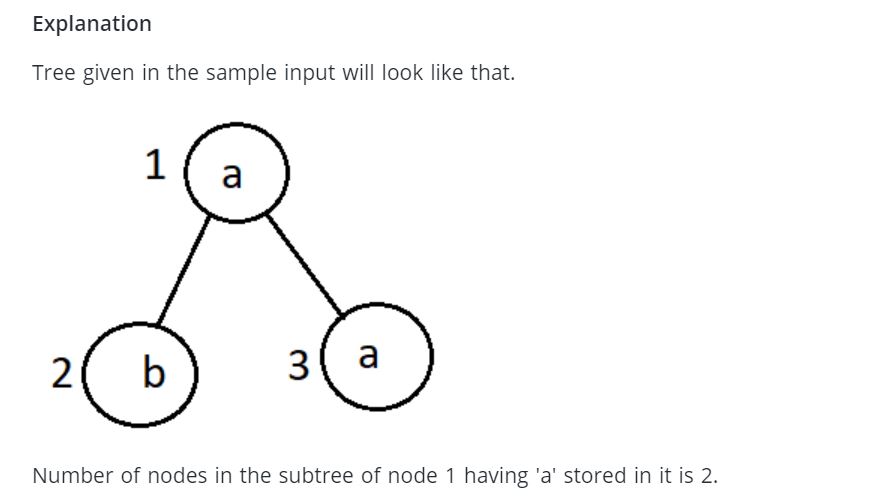 Explanation
Tree given in the sample input will look like that.
1 a
2 b 3 a
Number of nodes in the subtree of node 1 having 'a' stored in it is 2.